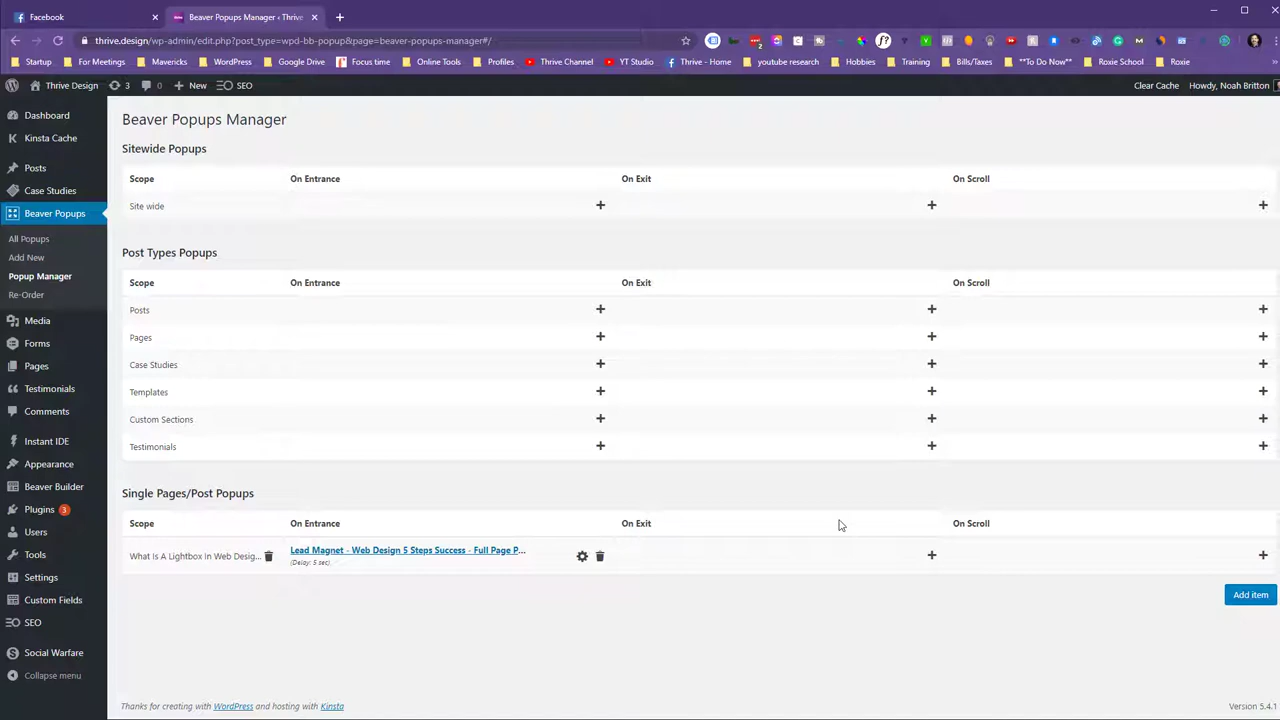 Facebook
Beaver Popups Manager ‹ Thrive
thrive.design/wp-admin/edit.php?post_type=wpd-bb-popup&page=beaver-popups-manager#/
Startup For Meetings Mavericks WordPress Google Drive Focus time Online Tools Profiles Thrive Channel YT Studio Thrive - Home youtube research Hobbies Training Bills/Taxes **To Do Now** Roxie School Roxie
Thrive Design 3 0 New SEO Clear Cache Howdy, Noah Britton
Dashboard
Kinsta Cache
Posts
Case Studies
Beaver Popups
All Popups
Add New
Popup Manager
Re-Order
Media
Forms
Pages
Testimonials
Comments
Instant IDE
Appearance
Beaver Builder
Plugins 3
Users
Tools
Settings
Custom Fields
SEO
Social Warfare
Collapse menu
Beaver Popups Manager
Sitewide Popups
Scope On Entrance On Exit On Scroll
Site wide + + +
Post Types Popups
Scope On Entrance On Exit On Scroll
Posts + + +
Pages + + +
Case Studies + + +
Templates + + +
Custom Sections + + +
Testimonials + + +
Single Pages/Post Popups
Scope On Entrance On Exit On Scroll
What Is A Lightbox in Web Desig... Lead Magnet - Web Design 5 Steps Success - Full Page P... + +
(Delay: 5 sec)
Add item
Thanks for creating with WordPress and hosting with Kinsta
Version 5.4.1